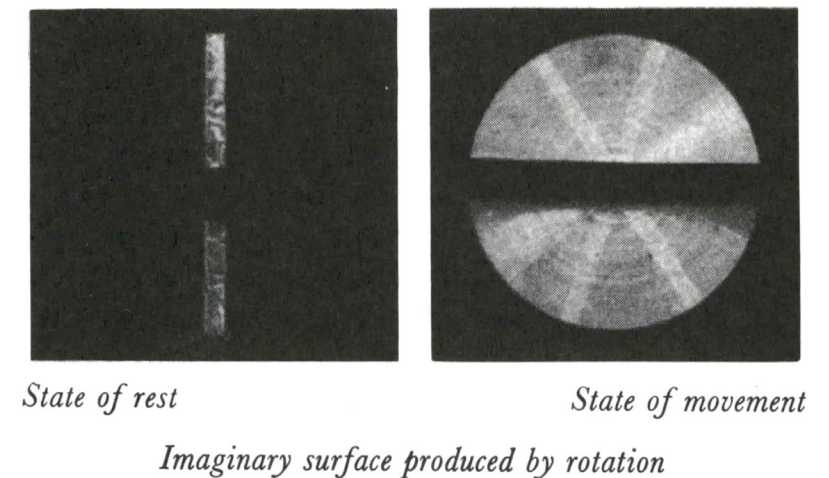 State of rest
State of movement
Imaginary surface produced by rotation